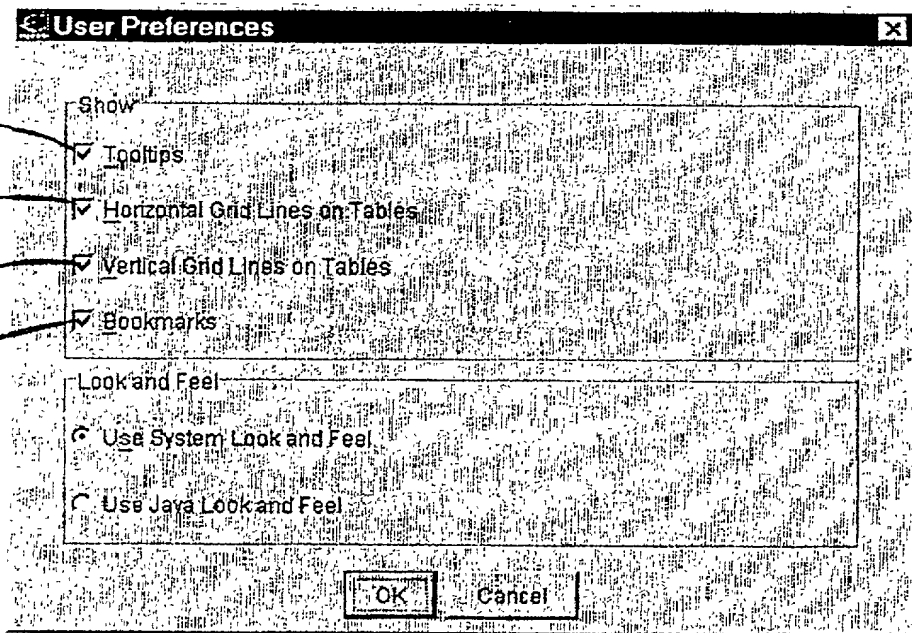 User Preferences
Show
Tooltips
Horizontal Grid Lines on Tables
Vertical Grid Lines on Tables
Bookmarks
Look and Feel
Use System Look and Feel
Use Java Look and Feel
OK
Cancel